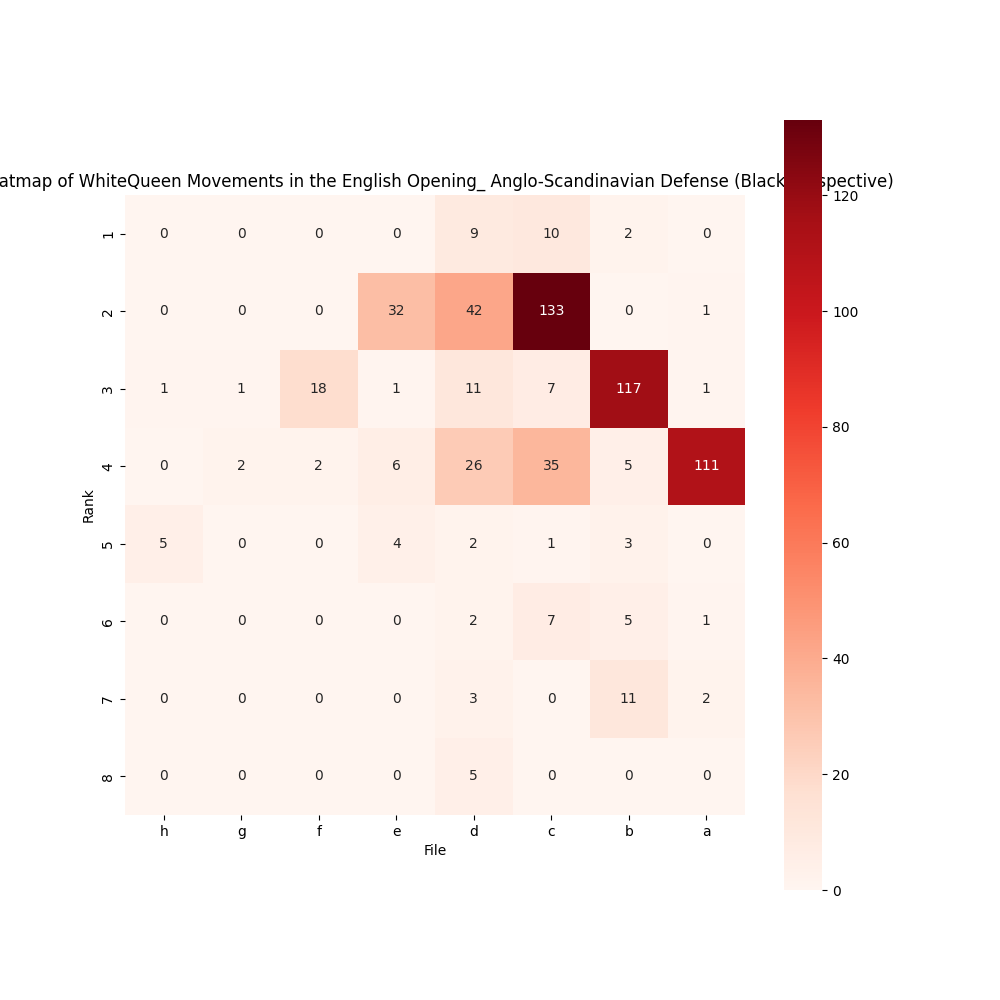 atmap of WhiteQueen Movements in the English Opening_ Anglo-Scandinavian Defense (Black spective)
120
1 0 0 0 0 9 10 2 0
2 0 0 0 32 42 133 0 1
100
3 1 1 18 1 11 7 117 1
80
4 0 2 2 6 26 35 5 111
Rank
5 5 0 0 4 2 1 3 0
60
6 0 0 0 0 2 7 5 1
40
7 0 0 0 0 3 0 11 2
20
8 0 0 0 0 5 0 0 0
h g f e d c b a
File
0